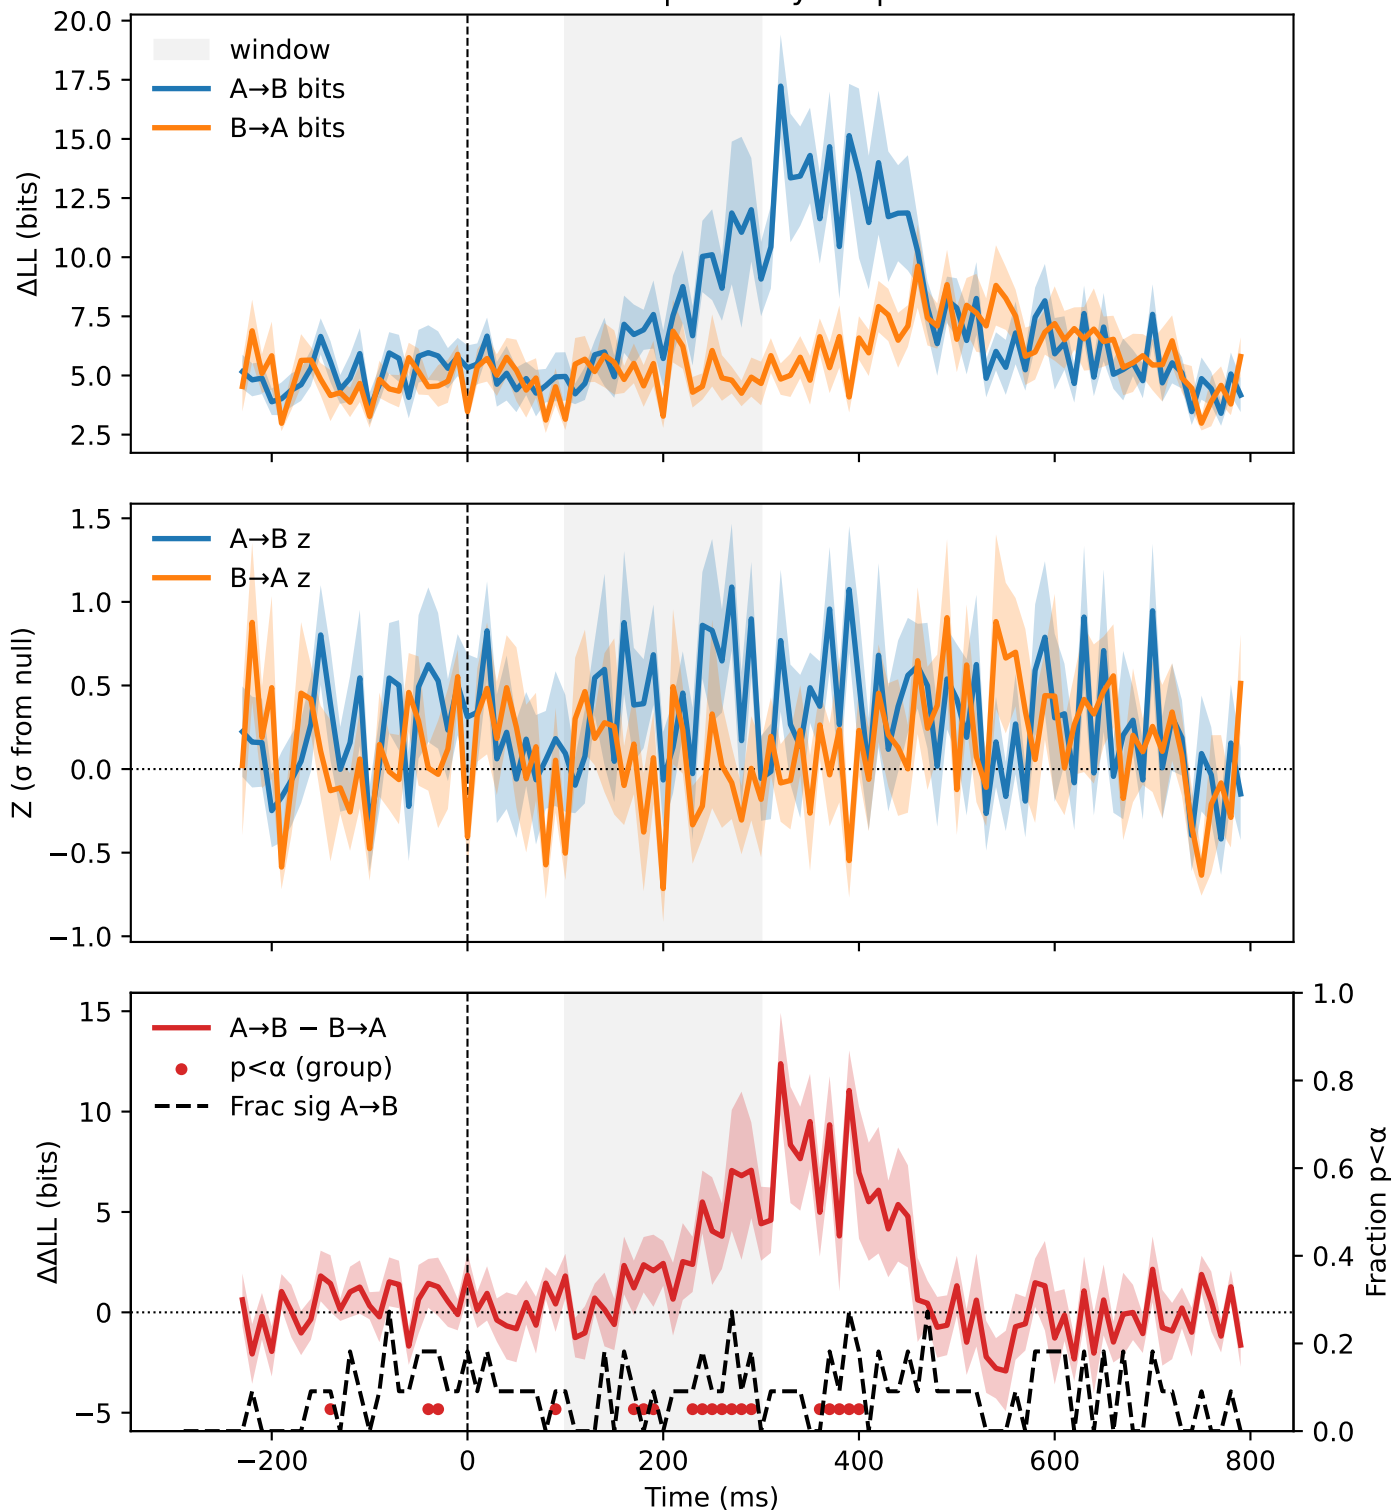 20.0
17.5
15.0
12.5
10.0
7.5
5.0
2.5
ΔLL (bits)
window
A→B bits
B→A bits
1.5
1.0
0.5
0.0
−0.5
−1.0
Z (σ from null)
A→B z
B→A z
15
10
5
0
−5
ΔΔLL (bits)
A→B − B→A
p<α (group)
Frac sig A→B
1.0
0.8
0.6
0.4
0.2
0.0
Fraction p<α
−200
0
200
400
600
800
Time (ms)